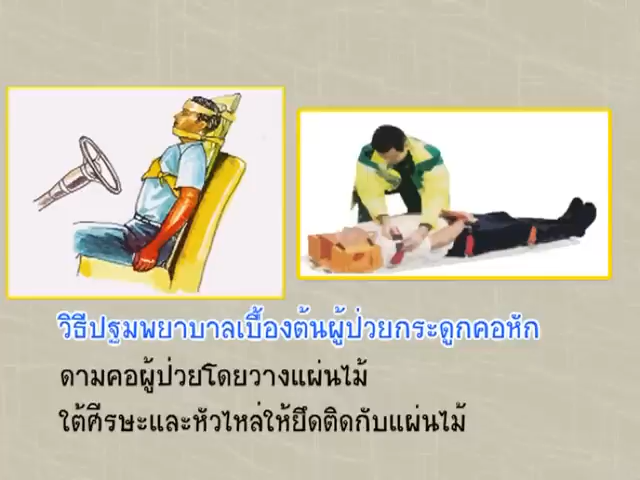 วิธีปฐมพยาบาลเบื้องต้นผู้ป่วยกระดูกคอหัก
ดามคอผู้ป่วยโดยวางแผ่นไม้
ใต้ศีรษะและหัวไหล่ให้ยึดติดกับแผ่นไม้